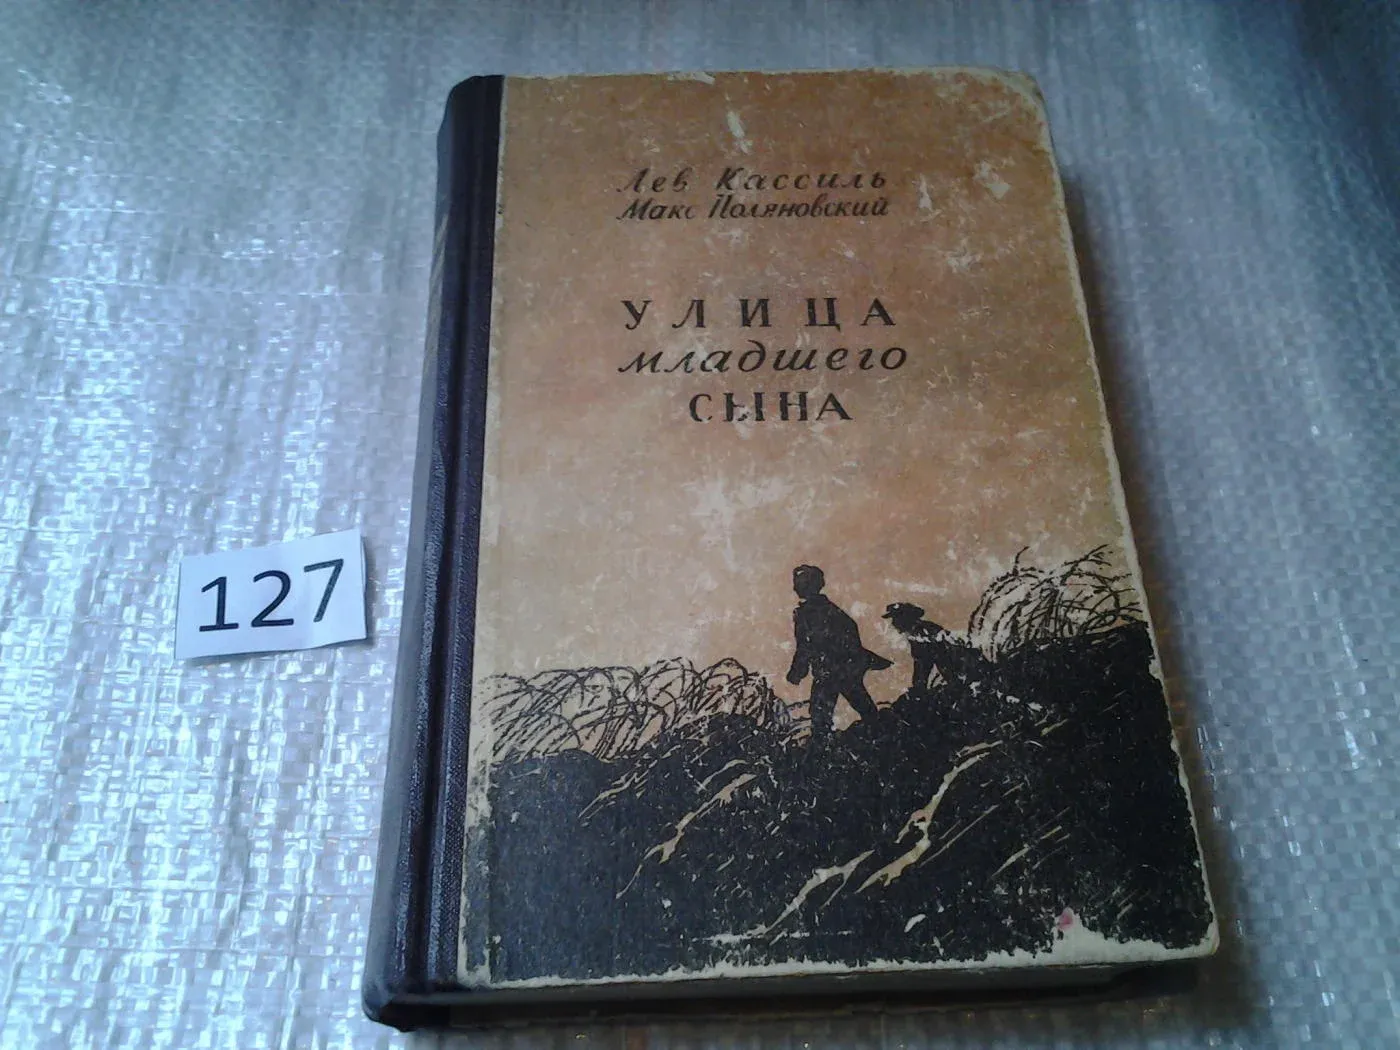 Лев Кассиль
Макс Поляновский
УЛИЦА
младшего
СЫНА
127